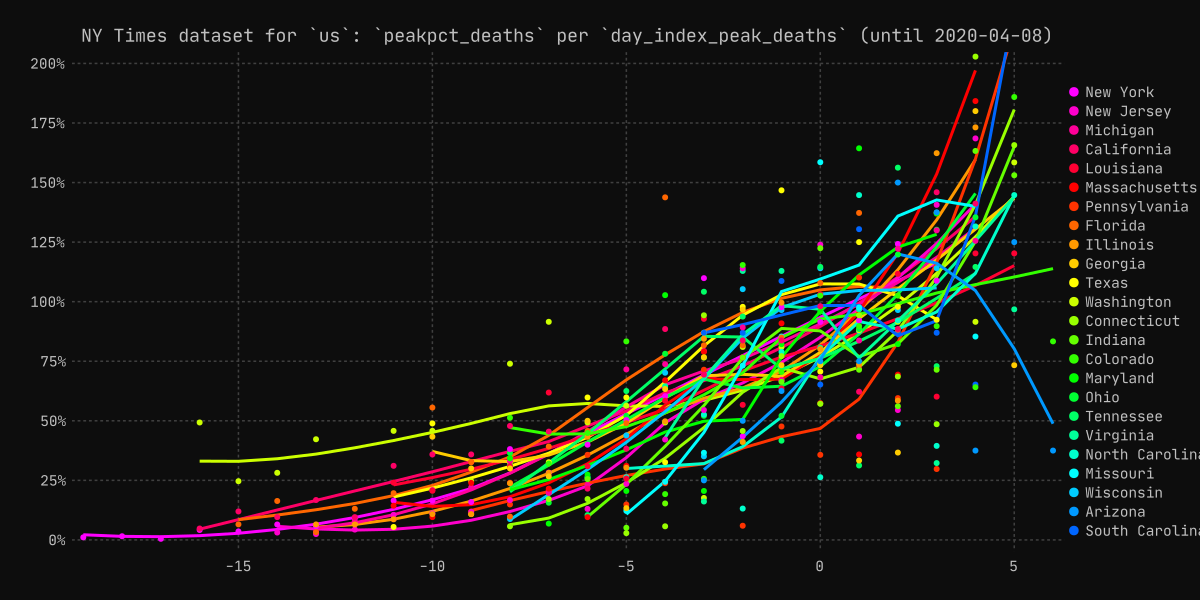 NY Times dataset for `us`: `peakpct_deaths` per `day_index_peak_deaths` (until 2020-04-08)
200%
175%
150%
125%
100%
75%
50%
25%
0%
-15
-10
-5
0
5
New York
New Jersey
Michigan
California
Louisiana
Massachusetts
Pennsylvania
Florida
Illinois
Georgia
Texas
Washington
Connecticut
Indiana
Colorado
Maryland
Ohio
Tennessee
Virginia
North Carolina
Missouri
Wisconsin
Arizona
South Carolina